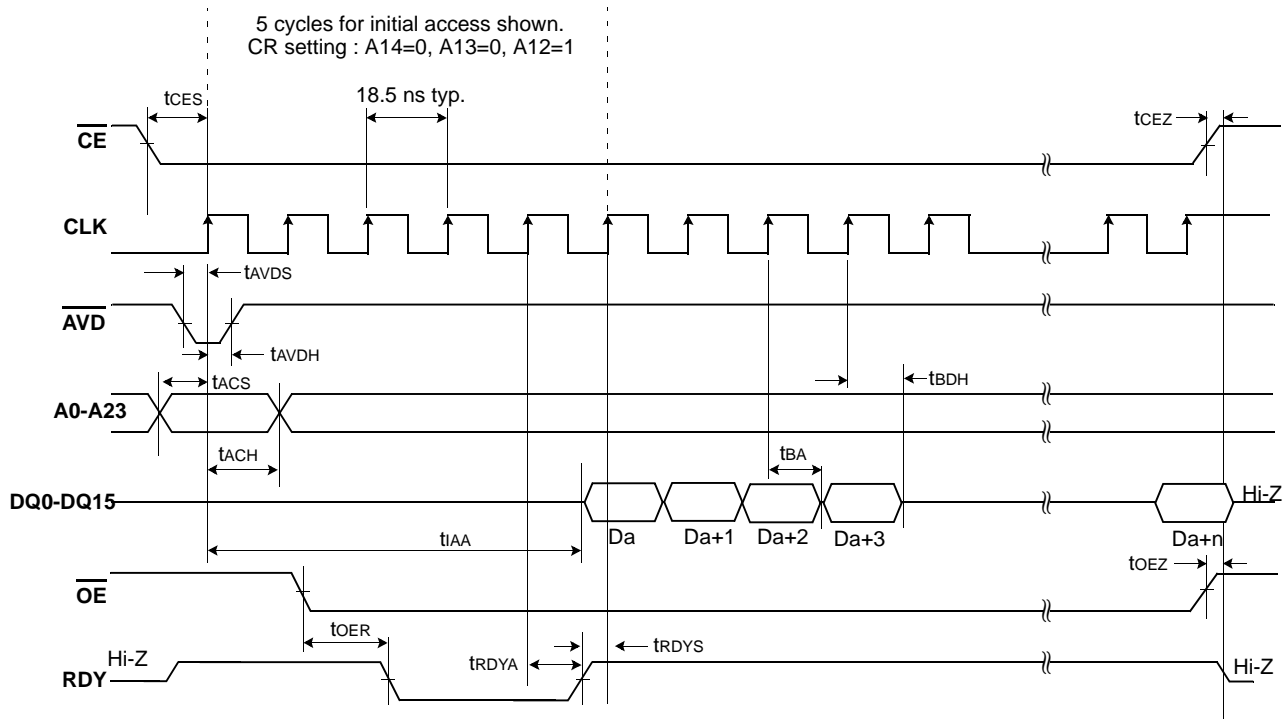 5 cycles for initial access shown.
CR setting : A14=0, A13=0, A12=1
tCES
18.5 ns typ.
tCEZ
CE
CLK
tAVDS
AVD
tAVDH
tACS
tBDH
A0-A23
tACH
tBA
DQ0-DQ15
Hi-Z
tIAA
Da
Da+1
Da+2
Da+3
Da+n
tOEZ
OE
tOER
Hi-Z
tRDYA
tRDYS
Hi-Z
RDY